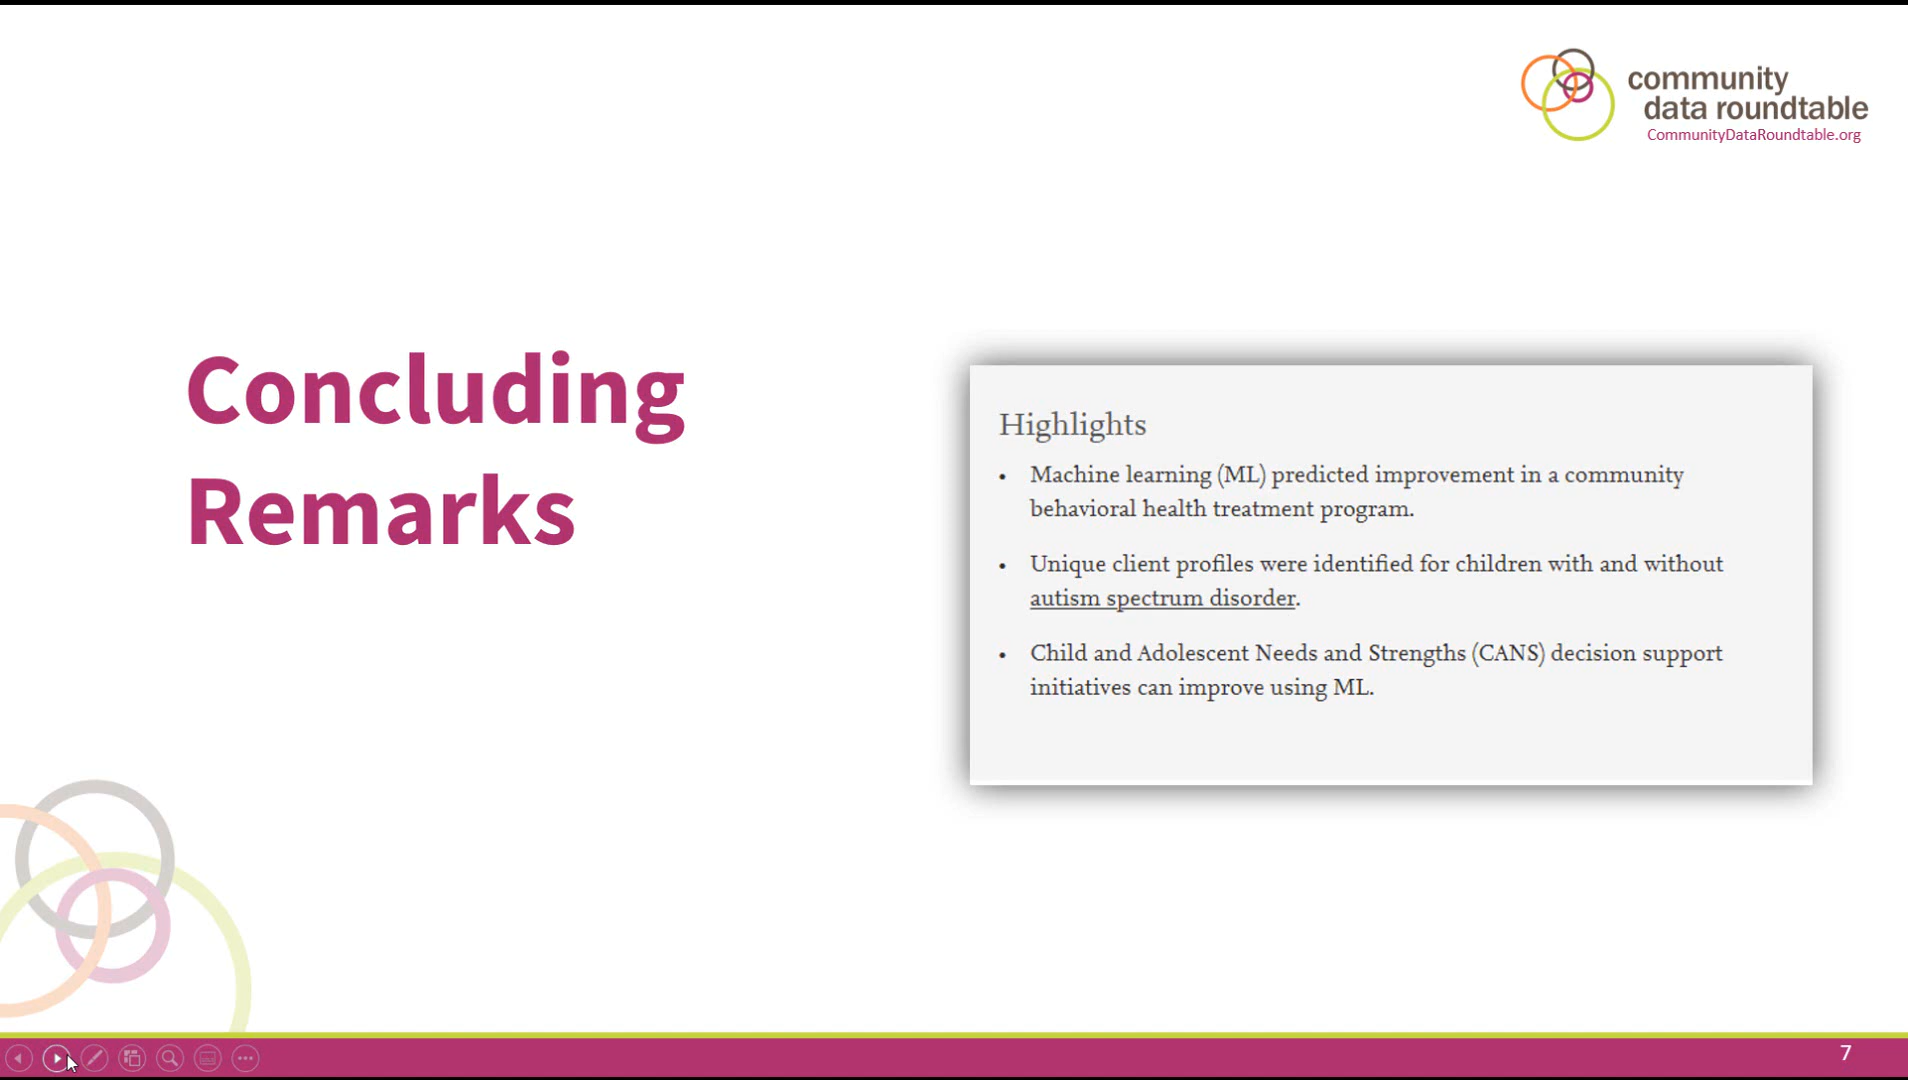 community
data roundtable
CommunityDataRoundtable.org
Concluding
Remarks
Highlights
• Machine learning (ML) predicted improvement in a community
behavioral health treatment program.
• Unique client profiles were identified for children with and without
autism spectrum disorder.
• Child and Adolescent Needs and Strengths (CANS) decision support
initiatives can improve using ML.
7